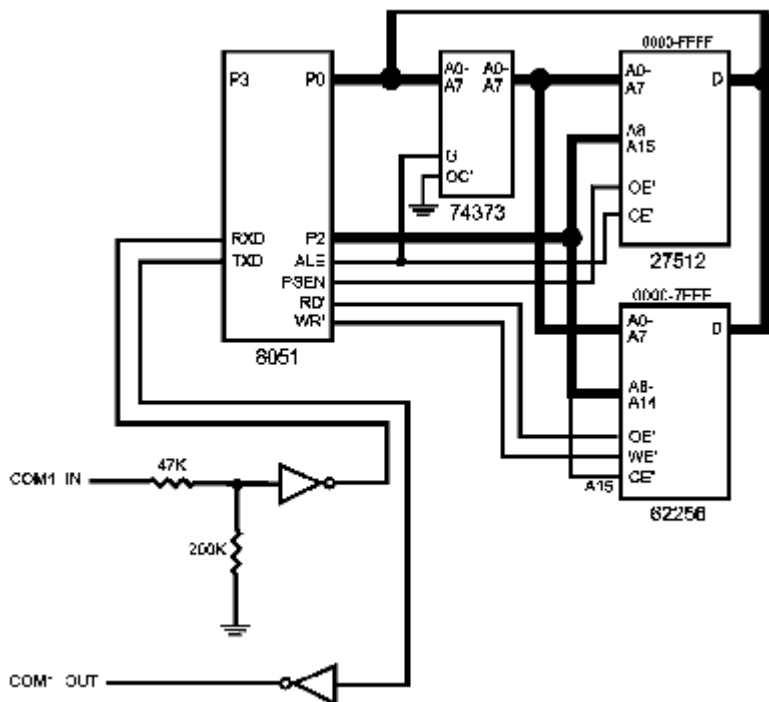 P3
P0
A0-
A7
A0-
A7
G
OC'
74373
0000-FFFF
A0-
A7
D
A8
A15
OE'
CE'
27512
RXD
TXD
P2
ALE
PSEN
RD'
WR'
8051
0000-7FFF
A0-
A7
D
A8-
A14
OE'
WE'
CE'
A15
62256
COM1 IN
47K
200K
COM1 OUT